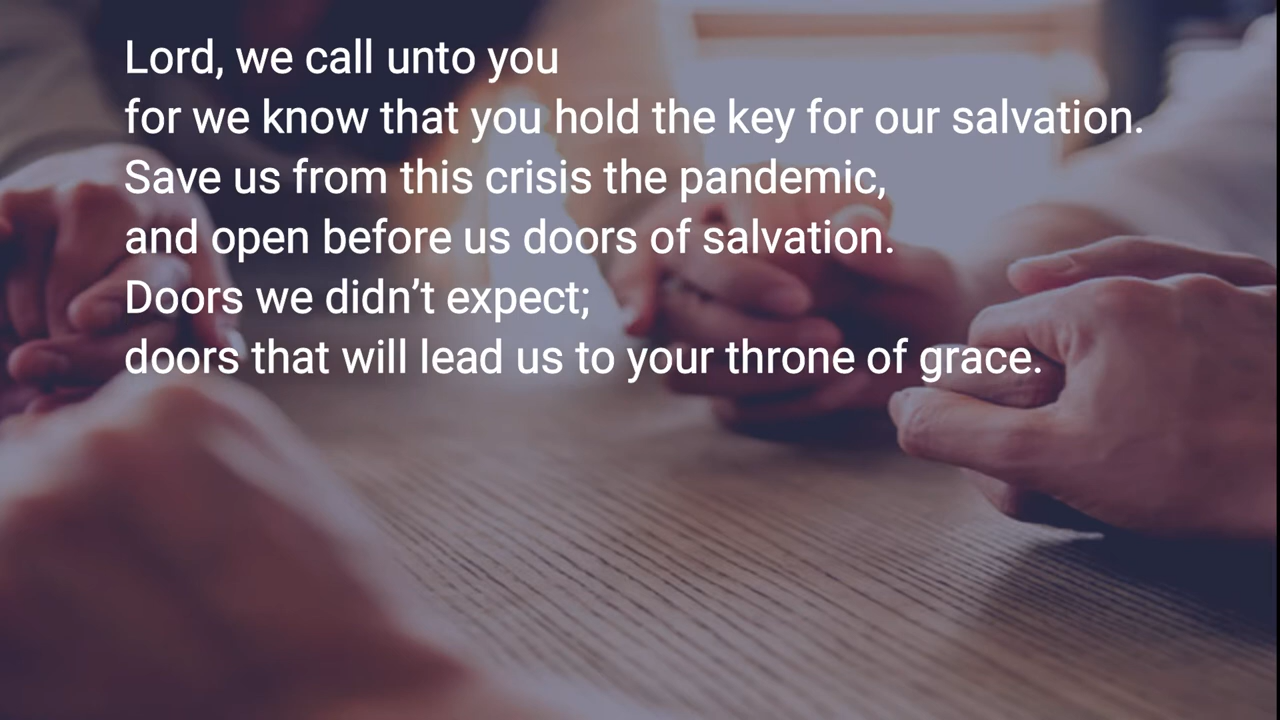 Lord, we call unto you
for we know that you hold the key for our salvation.
Save us from this crisis the pandemic,
and open before us doors of salvation.
Doors we didn’t expect;
doors that will lead us to your throne of grace.